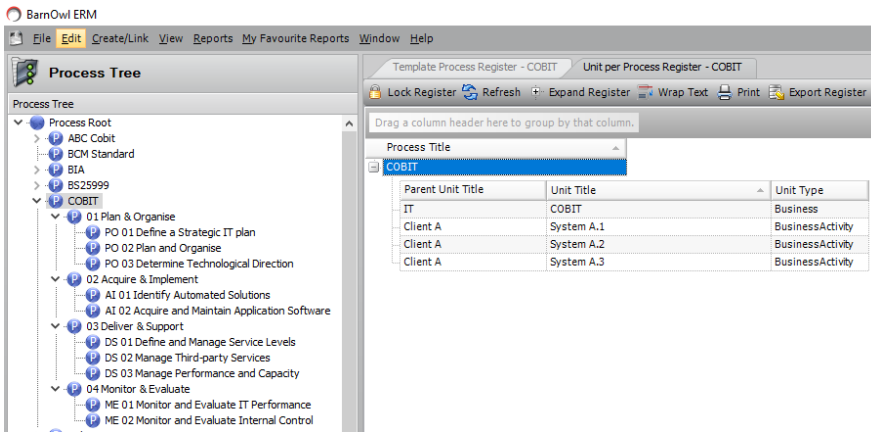 BarnOwl ERM
File Edit Create/Link View Reports My Favourite Reports Window Help
Process Tree
Process Tree
Process Root
P ABC Cobit
P BCM Standard
P BIA
P BS25999
P COBIT
P 01 Plan & Organise
P PO 01 Define a Strategic IT plan
P PO 02 Plan and Organise
P PO 03 Determine Technological Direction
P 02 Acquire & Implement
P AI 01 Identify Automated Solutions
P AI 02 Acquire and Maintain Application Software
P 03 Deliver & Support
P DS 01 Define and Manage Service Levels
P DS 02 Manage Third-party Services
P DS 03 Manage Performance and Capacity
P 04 Monitor & Evaluate
P ME 01 Monitor and Evaluate IT Performance
P ME 02 Monitor and Evaluate Internal Control
Template Process Register - COBIT Unit per Process Register - COBIT
Lock Register Refresh Expand Register Wrap Text Print Export Register
Drag a column header here to group by that column.
Process Title
COBIT
Parent Unit Title Unit Title Unit Type
IT COBIT Business
Client A System A.1 BusinessActivity
Client A System A.2 BusinessActivity
Client A System A.3 BusinessActivity